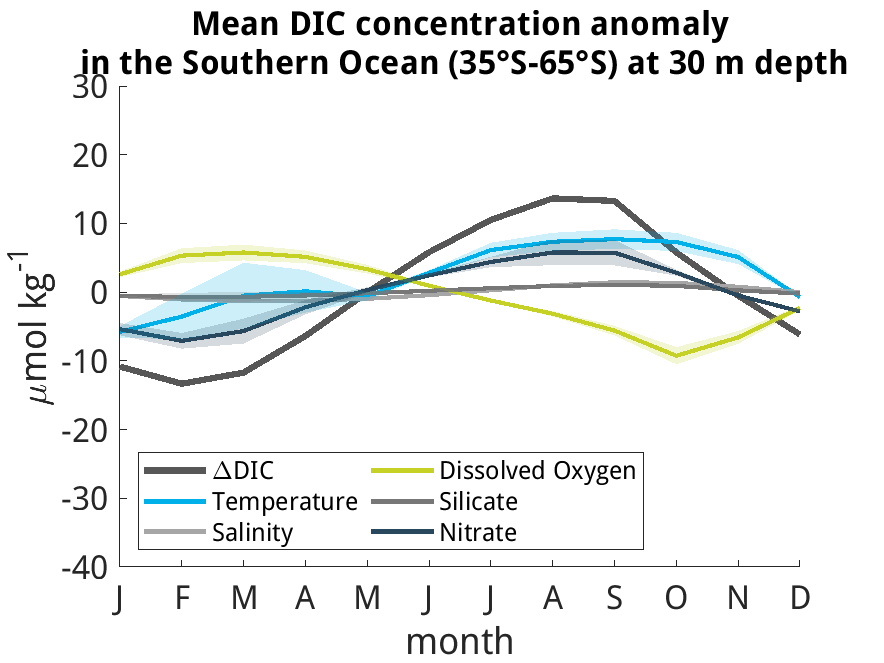 Mean DIC concentration anomaly
in the Southern Ocean (35°S-65°S) at 30 m depth
30
20
10
0
-10
-20
-30
-40
μmol kg⁻¹
ΔDIC
Temperature
Salinity
Dissolved Oxygen
Silicate
Nitrate
J F M A M J J A S O N D
month